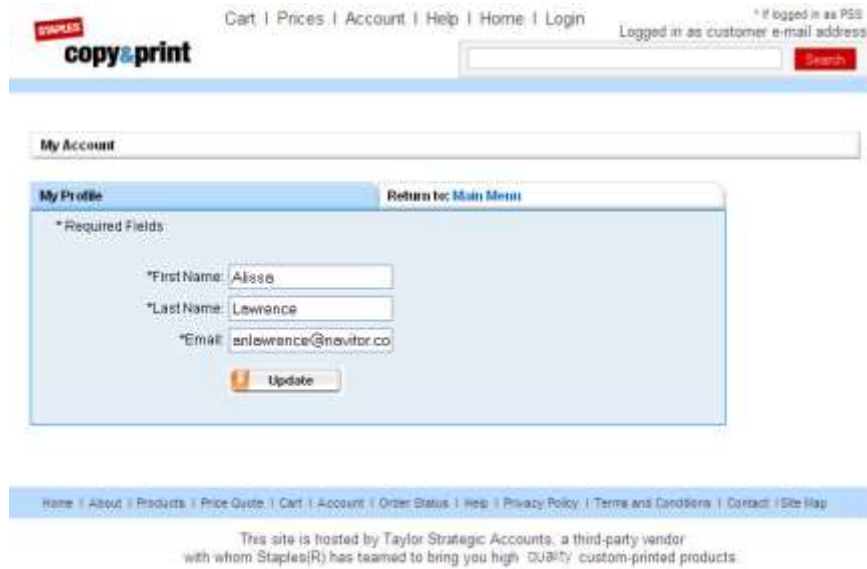 Cart | Prices | Account | Help | Home | Login
* if logged in as PSS
Logged in as customer e-mail address
STAPLES
copy&print
Search
My Account
My Profile
Return to: Main Menu
* Required Fields
*First Name: Alissa
*Last Name: Lawrence
*Email: anlawrence@navitor.co
Update
Home | About | Products | Price Quote | Cart | Account | Order Status | Help | Privacy Policy | Terms and Conditions | Contact | Site Map
This site is hosted by Taylor Strategic Accounts, a third-party vendor
with whom Staples(R) has teamed to bring you high quality custom-printed products